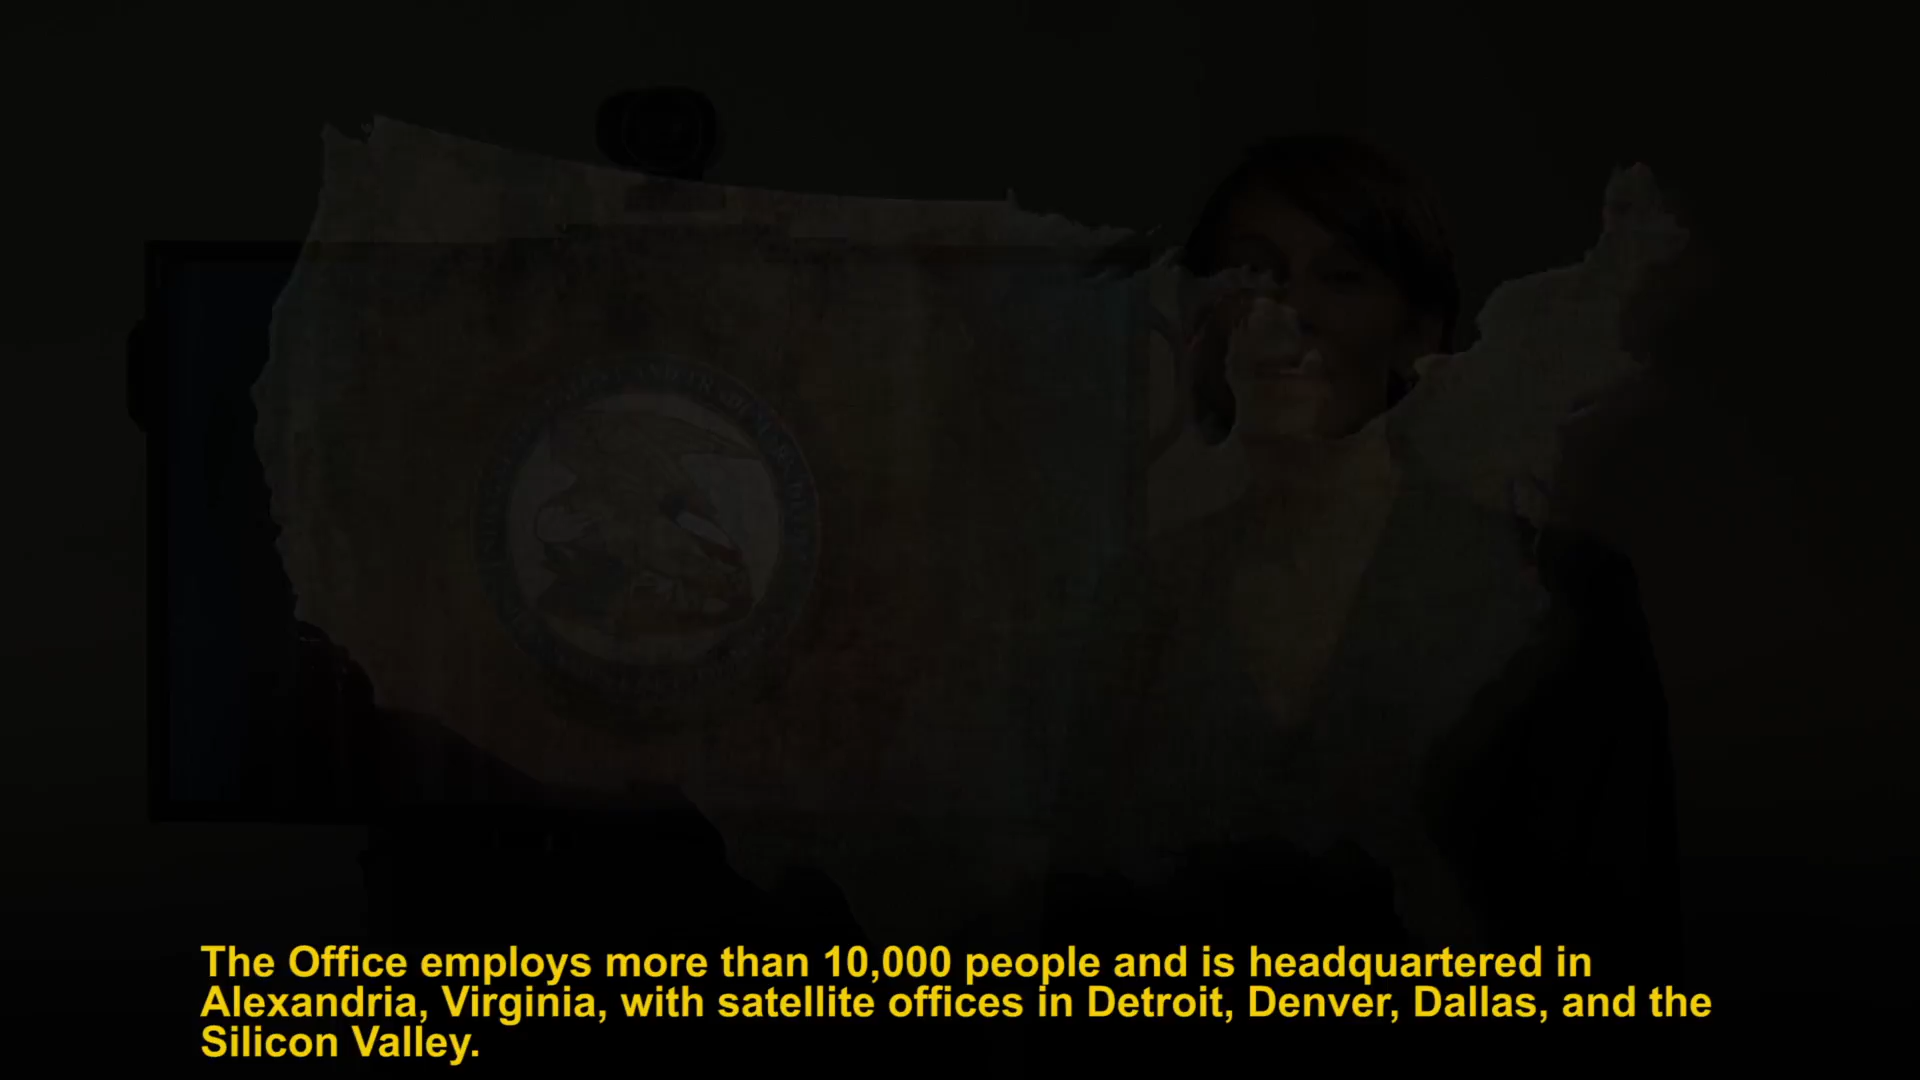 The Office employs more than 10,000 people and is headquartered in
Alexandria, Virginia, with satellite offices in Detroit, Denver, Dallas, and the
Silicon Valley.